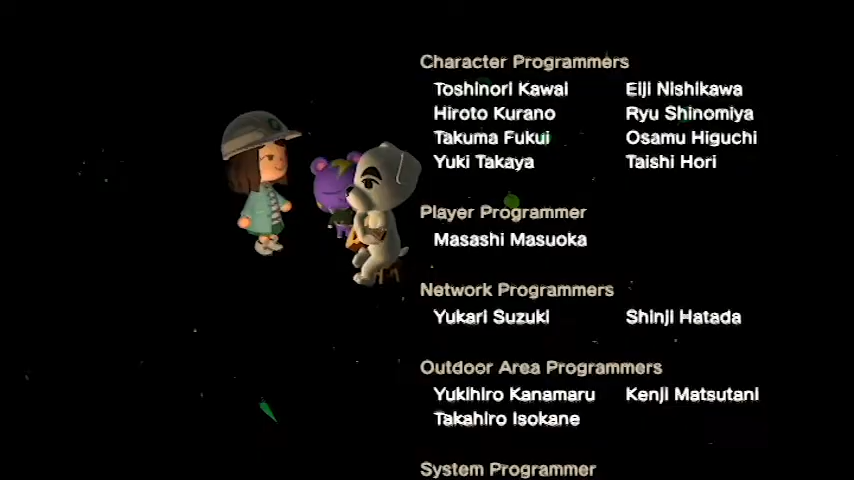 Character Programmers
Toshinori Kawai Eiji Nishikawa
Hiroto Kurano Ryu Shinomiya
Takuma Fukui Osamu Higuchi
Yuki Takaya Taishi Hori
Player Programmer
Masashi Masuoka
Network Programmers
Yukari Suzuki Shinji Hatada
Outdoor Area Programmers
Yukihiro Kanamaru Kenji Matsutani
Takahiro Isokane
System Programmer